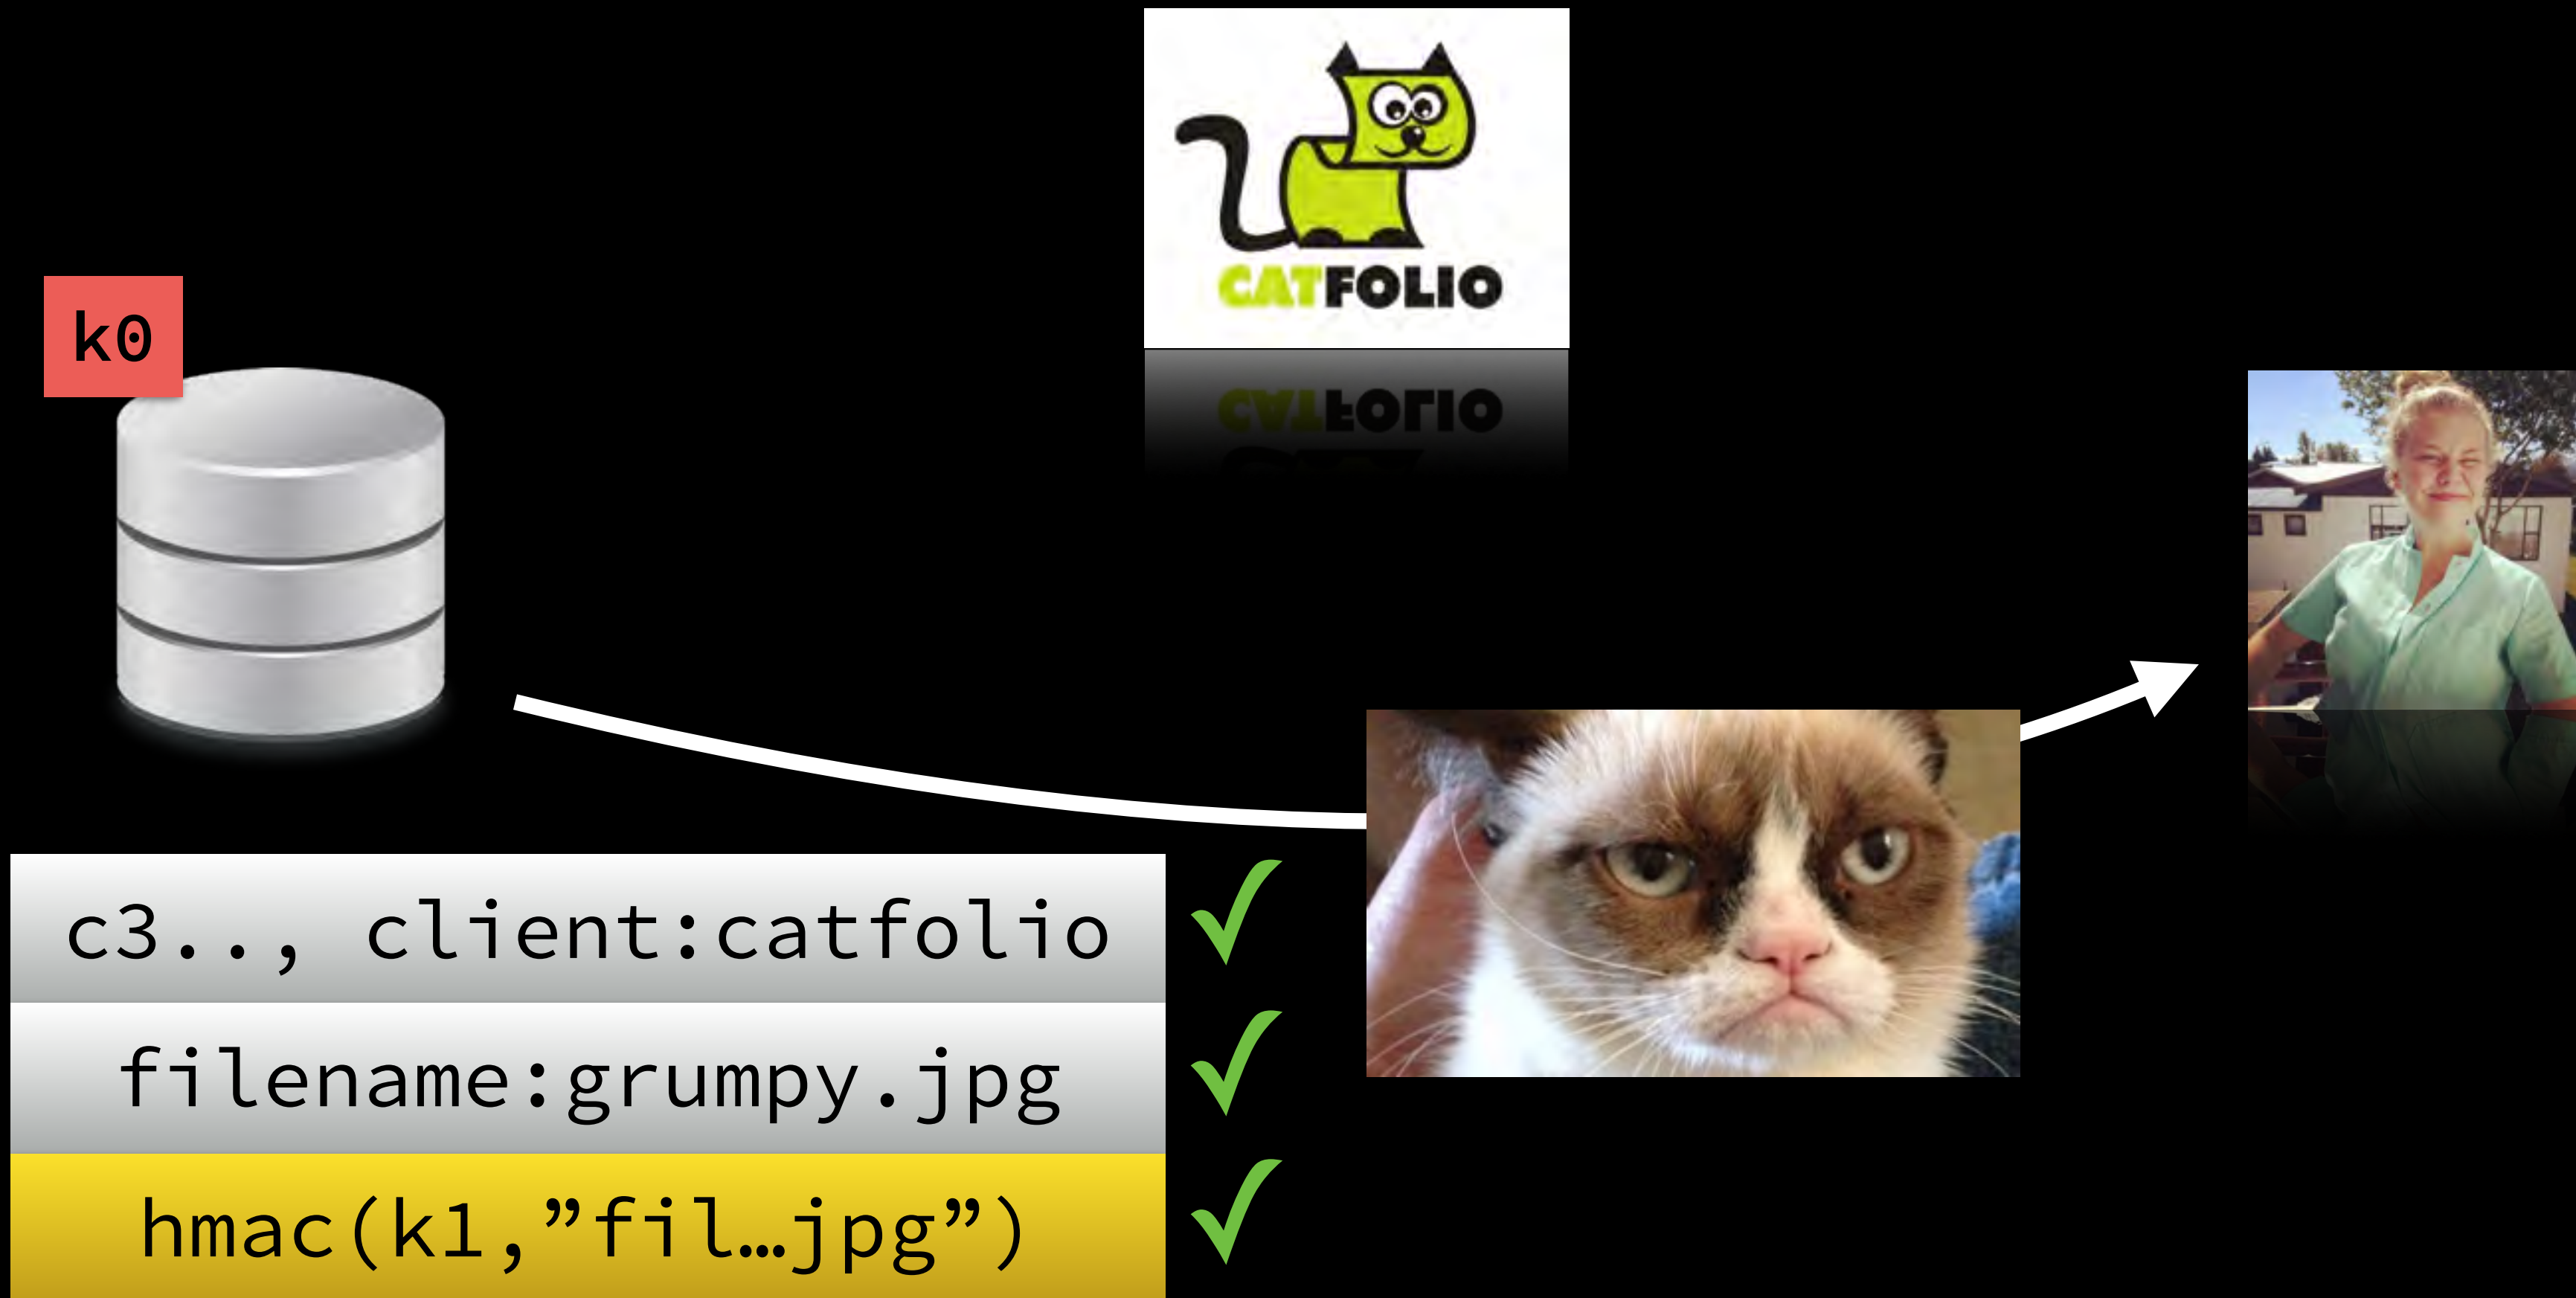 CATFOLIO
k0
c3.., client:catfolio
filename:grumpy.jpg
hmac(k1,”fil…jpg”)